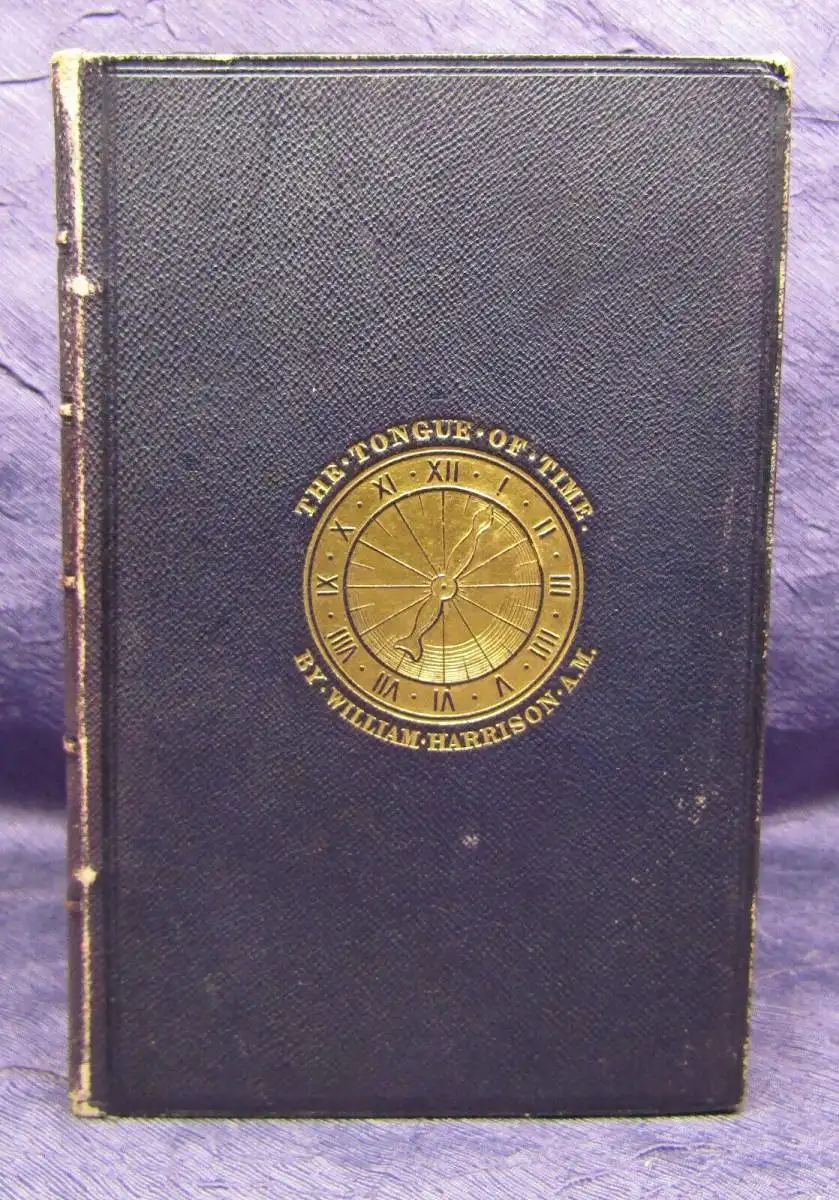 THE·TONGUE·OF·TIME.
XII
I
II
III
IIII
V
VI
VII
VIII
IX
X
XI
BY·WILLIAM·HARRISON·A.M.